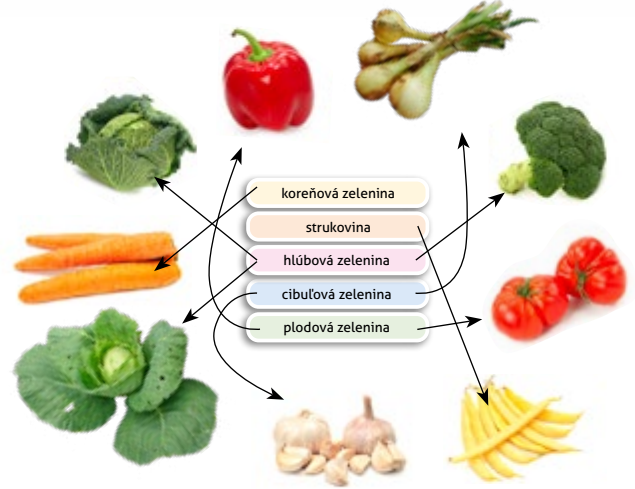 koreňová zelenina
strukovina
hlúbová zelenina
cibuľová zelenina
plodová zelenina